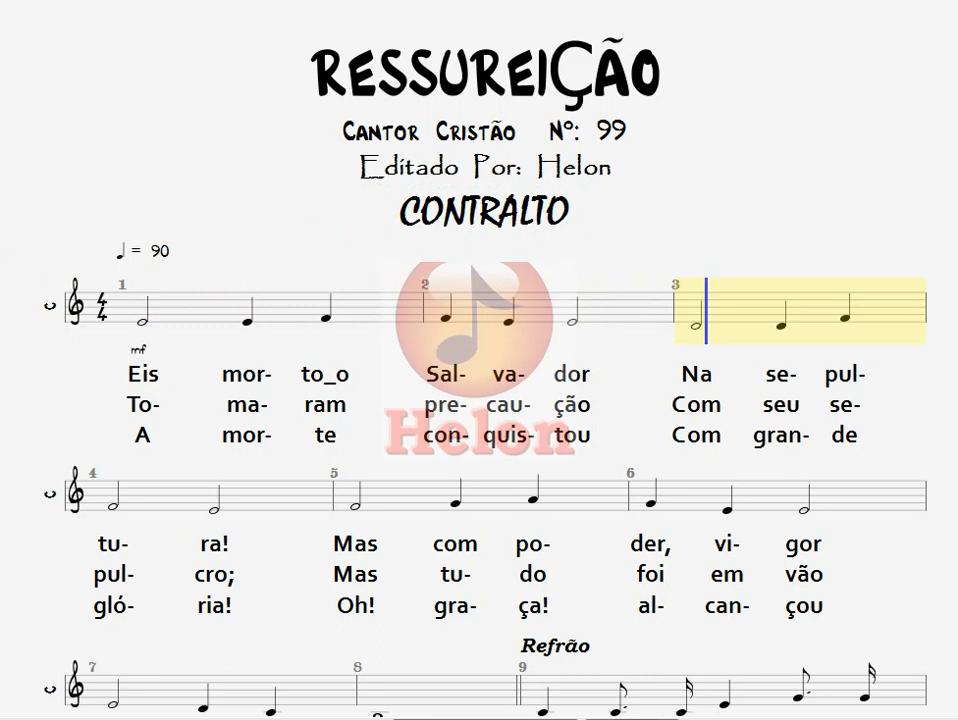 RESSUREIÇÃO
Cantor Cristão Nº: 99
Editado Por: Helon
CONTRALTO
= 90
1 2 3
C
4
4
mf
Eis mor- to_o Sal- va- dor Na se- pul-
To- ma- ram pre- cau- ção Com seu se-
A mor- te con- quis- tou Com gran- de
Helon
4 5 6
C
tu- ra! Mas com po- der, vi- gor
pul- cro; Mas tu- do foi em vão
gló- ria! Oh! gra- ça! al- can- çou
Refrão
7 8 9
C